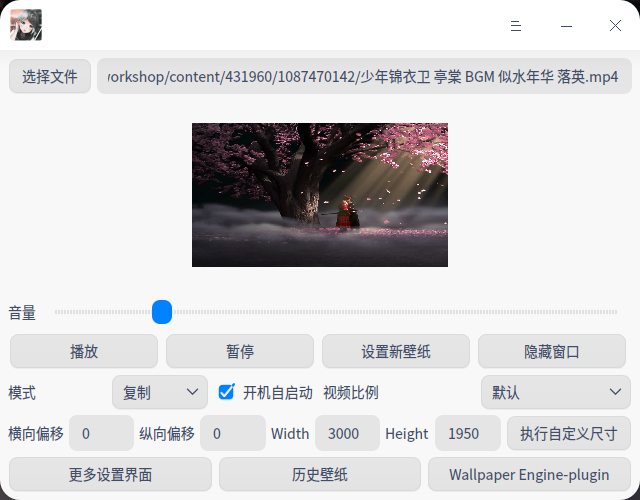 选择文件 /orkshop/content/431960/1087470142/少年锦衣卫 亭棠 BGM 似水年华 落英.mp4
音量
播放 暂停 设置新壁纸 隐藏窗口
模式 复制 开机自启动 视频比例 默认
横向偏移 0 纵向偏移 0 Width 3000 Height 1950 执行自定义尺寸
更多设置界面 历史壁纸 Wallpaper Engine-plugin